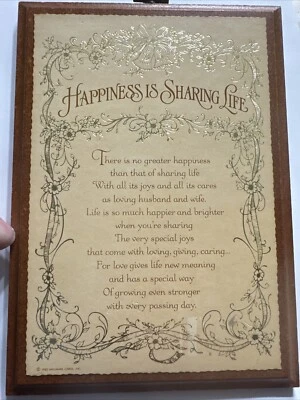 HAPPINESS IS SHARING LIFE
There is no greater happiness
than that of sharing life
With all its joys and all its cares
as loving husband and wife.
Life is so much happier and brighter
when you're sharing
The very special joys
that come with loving, giving, caring...
For love gives life new meaning
and has a special way
Of growing even stronger
with every passing day.